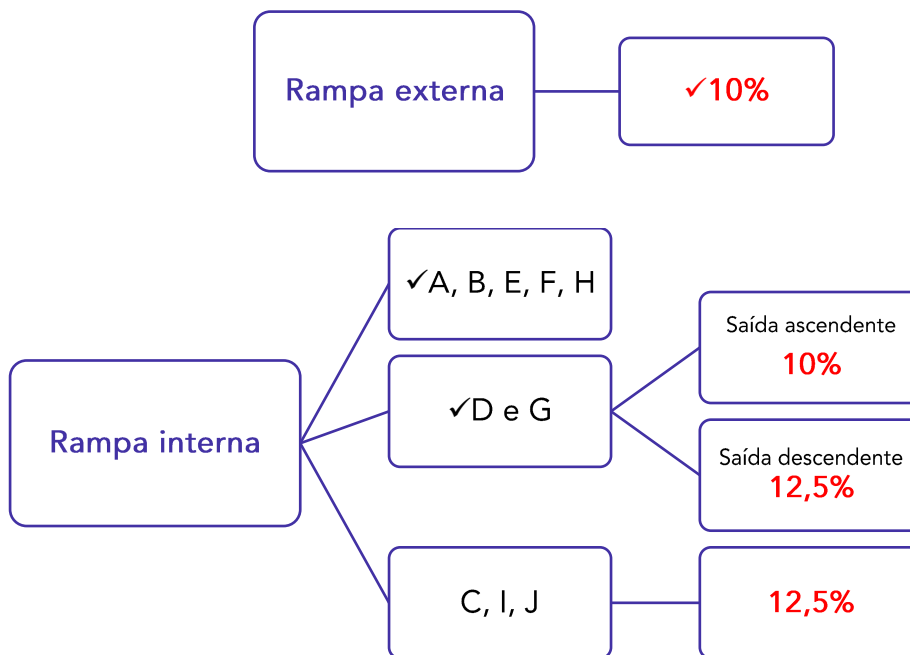 Rampa externa
✓10%
Rampa interna
✓A, B, E, F, H
✓D e G
Saída ascendente
10%
Saída descendente
12,5%
C, I, J
12,5%